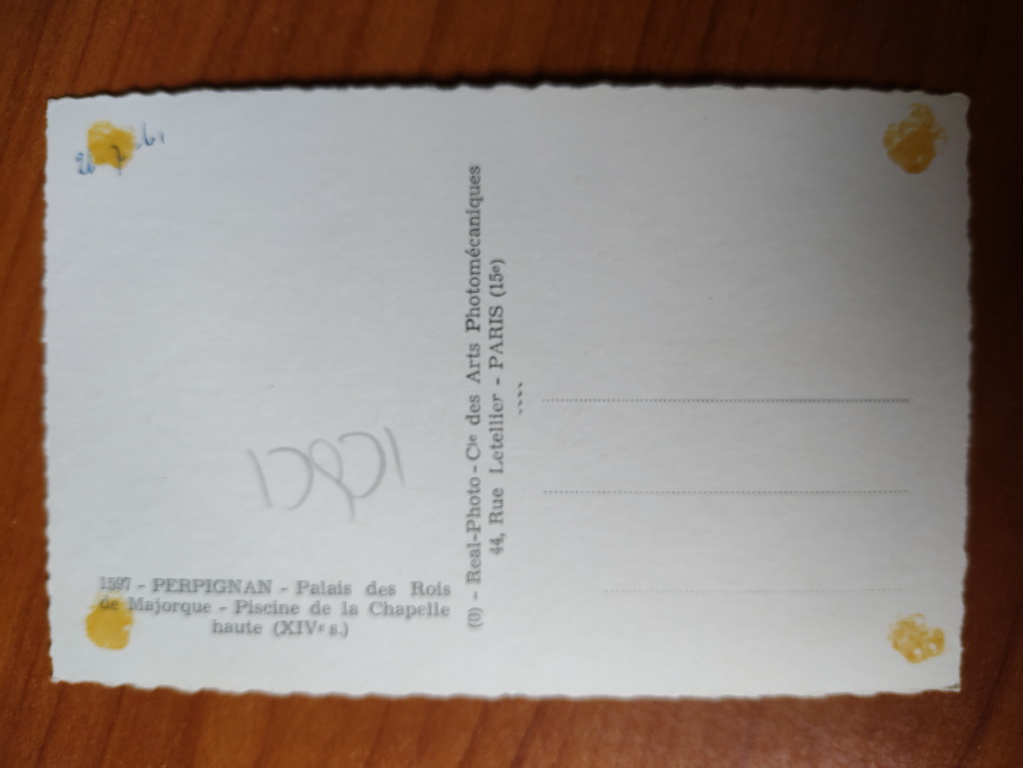 1597 - PERPIGNAN - Palais des Rois
de Majorque - Piscine de la Chapelle
haute (XIVe s.)
(0) - Real-Photo - Cie des Arts Photomécaniques
44, Rue Letellier - PARIS (15e)